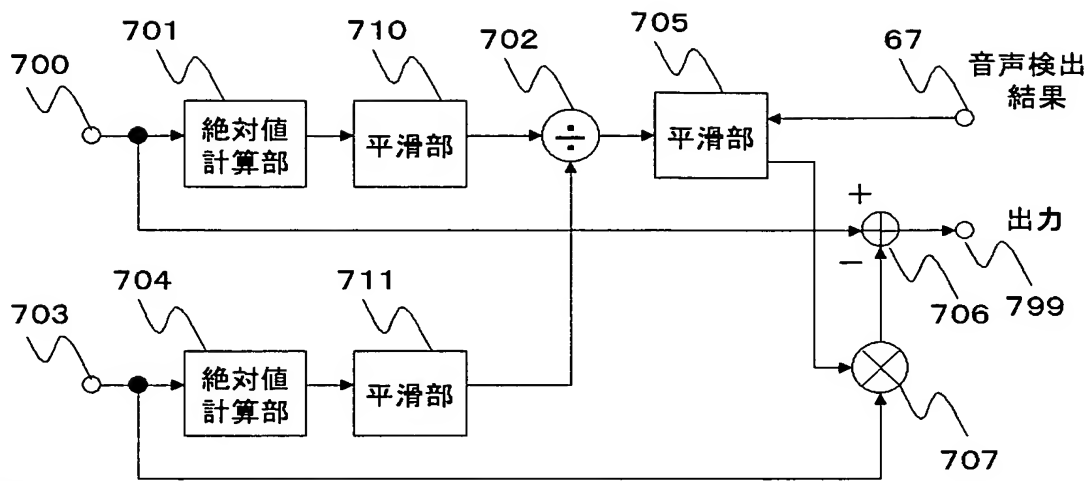 701
710
702
705
67
700
音声検出
結果
絶対値
計算部
平滑部
÷
平滑部
+
出力
−
704
711
706
799
703
絶対値
計算部
平滑部
707